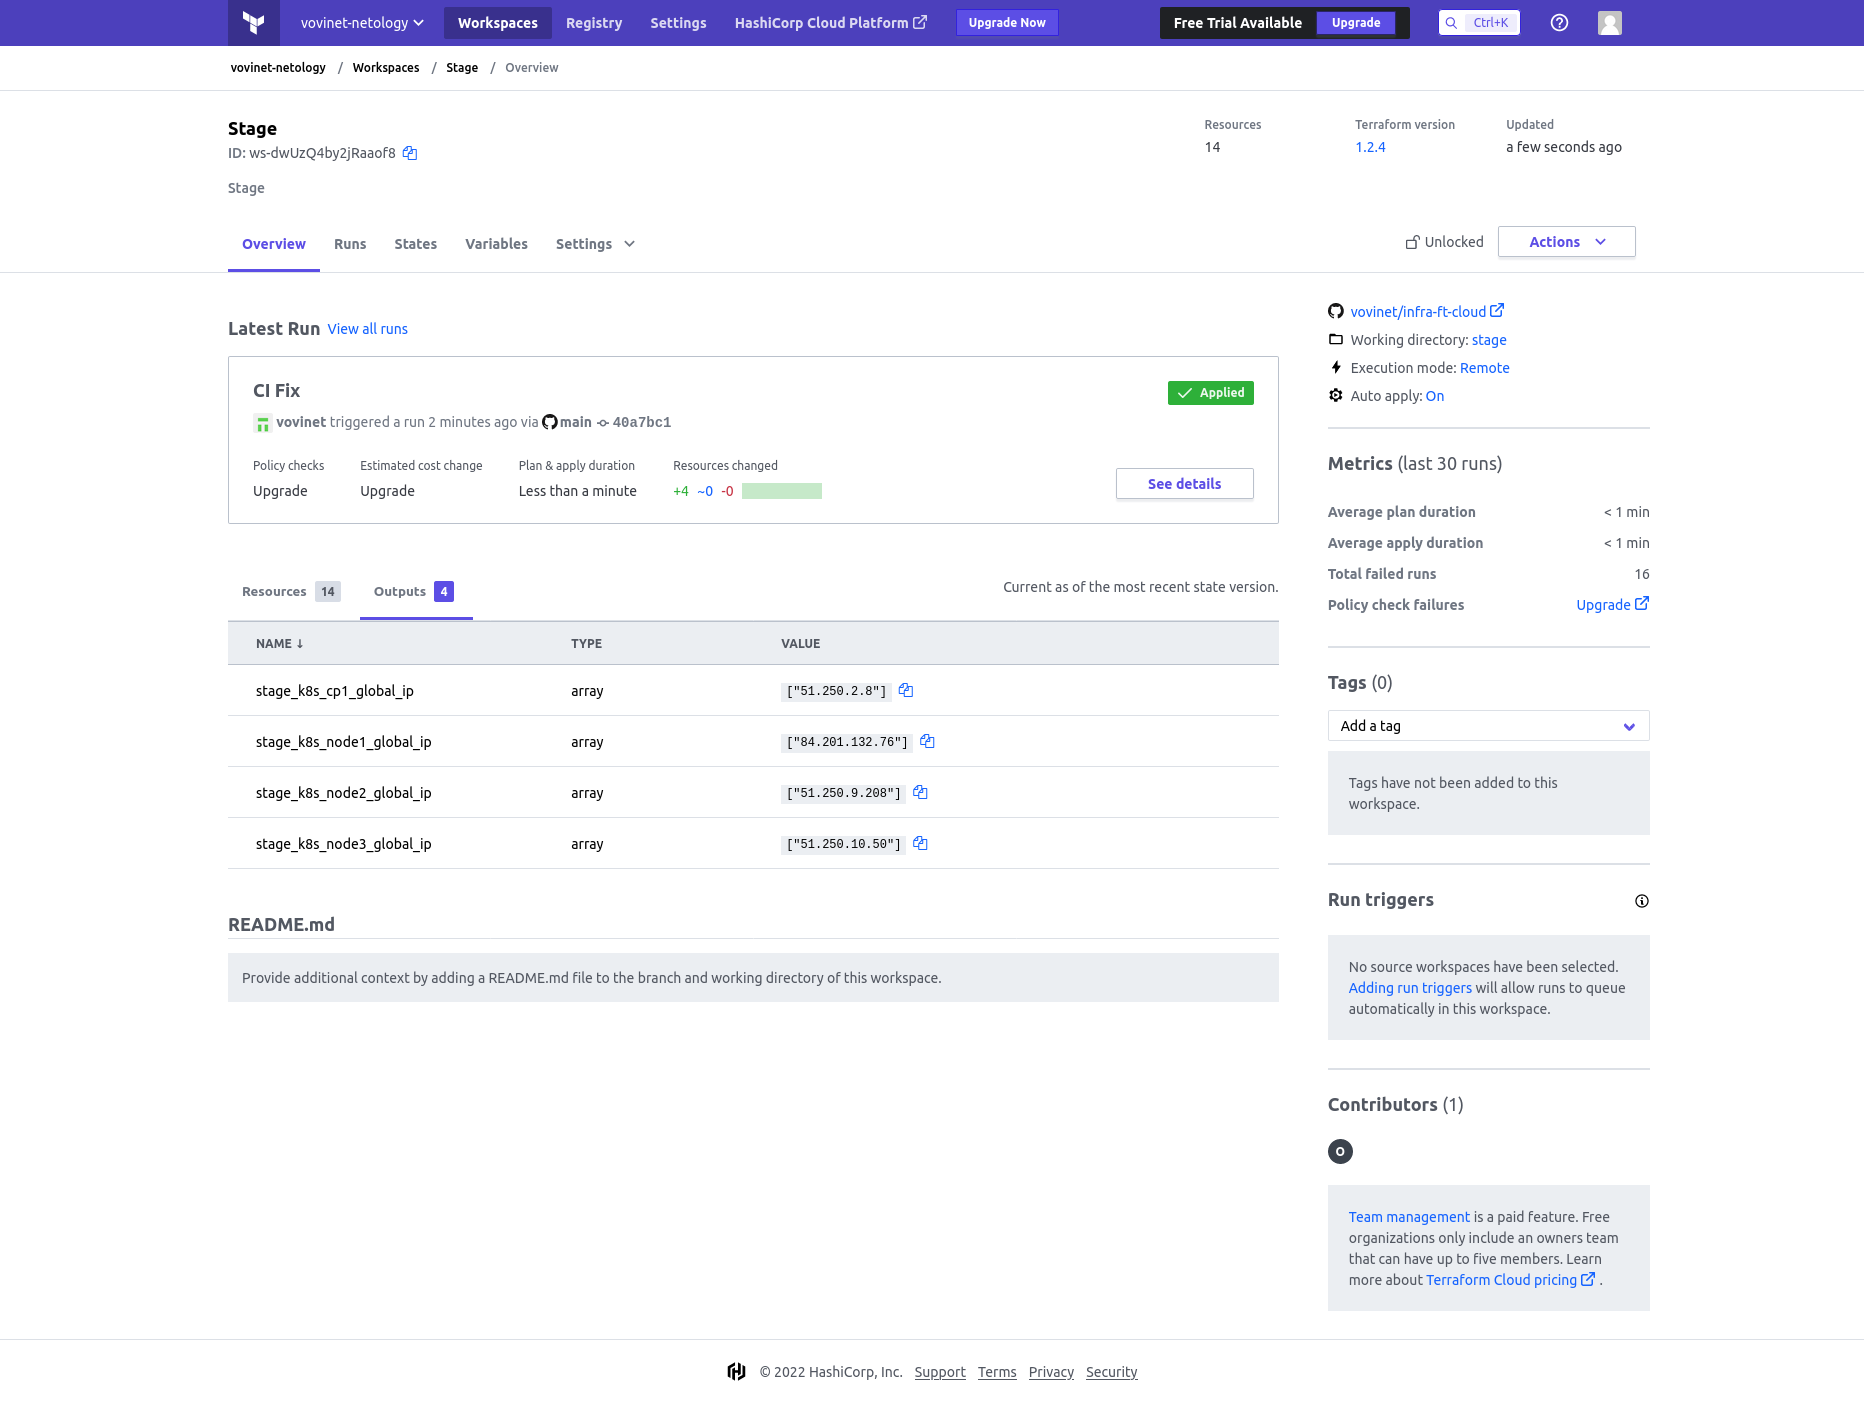 vovinet-netology Workspaces Registry Settings HashiCorp Cloud Platform Upgrade Now Free Trial Available Upgrade Ctrl+K
vovinet-netology / Workspaces / Stage / Overview
Stage
ID: ws-dwUzQ4by2jRaaof8
Stage
Resources
14
Terraform version
1.2.4
Updated
a few seconds ago
Overview Runs States Variables Settings
Unlocked Actions
Latest Run View all runs
CI Fix
Applied
vovinet triggered a run 2 minutes ago via main 40a7bc1
Policy checks Estimated cost change Plan & apply duration Resources changed
Upgrade Upgrade Less than a minute +4 ~0 -0
See details
Resources 14 Outputs 4
Current as of the most recent state version.
NAME ↓ TYPE VALUE
stage_k8s_cp1_global_ip array ["51.250.2.8"]
stage_k8s_node1_global_ip array ["84.201.132.76"]
stage_k8s_node2_global_ip array ["51.250.9.208"]
stage_k8s_node3_global_ip array ["51.250.10.50"]
README.md
Provide additional context by adding a README.md file to the branch and working directory of this workspace.
vovinet/infra-ft-cloud
Working directory: stage
Execution mode: Remote
Auto apply: On
Metrics (last 30 runs)
Average plan duration < 1 min
Average apply duration < 1 min
Total failed runs 16
Policy check failures Upgrade
Tags (0)
Add a tag
Tags have not been added to this
workspace.
Run triggers
No source workspaces have been selected.
Adding run triggers will allow runs to queue
automatically in this workspace.
Contributors (1)
O
Team management is a paid feature. Free
organizations only include an owners team
that can have up to five members. Learn
more about Terraform Cloud pricing .
© 2022 HashiCorp, Inc. Support Terms Privacy Security